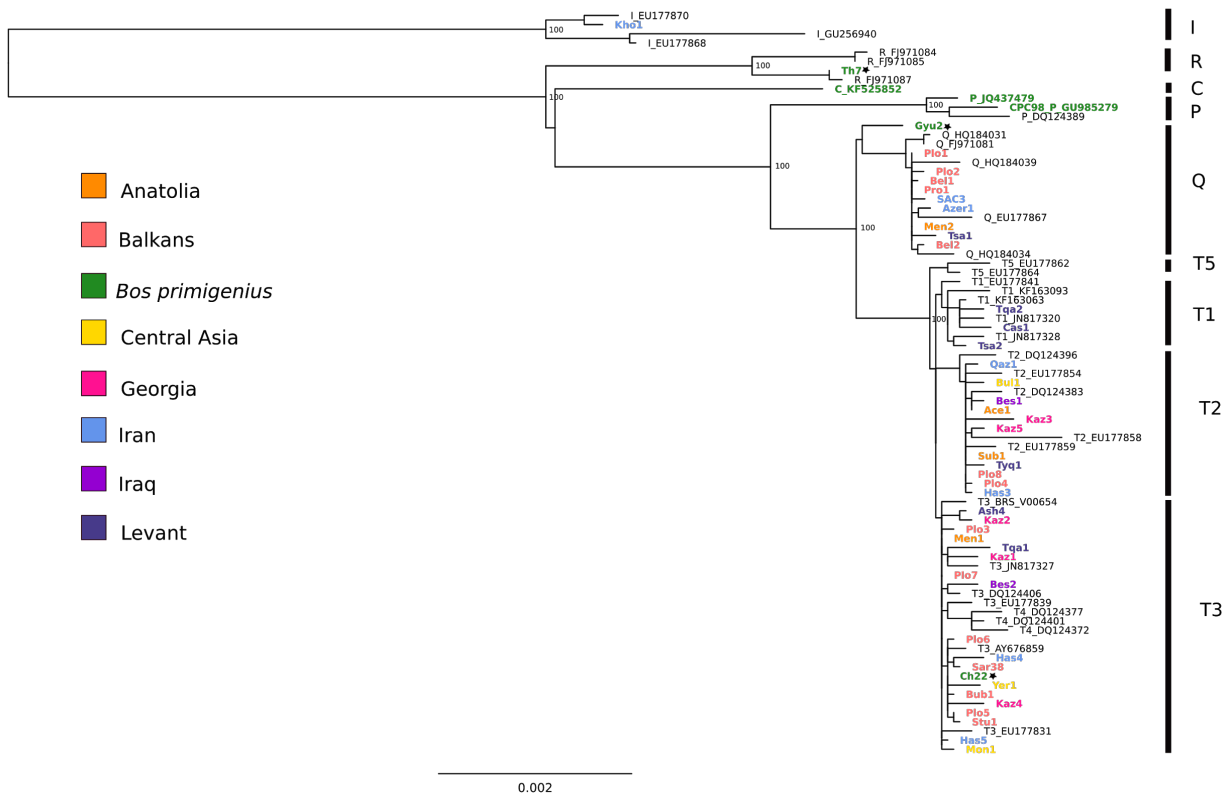 I_EU177870
Kho1
I_GU256940
I_EU177868
100
I
R_FJ971084
R_FJ971085
Th7
R_FJ971087
100
R
C_KF525852
100
C
P_JQ437479
CPC98_P_GU985279
P_DQ124389
100
P
Gyu2
Q_HQ184031
Q_FJ971081
Plo1
Q_HQ184039
Plo2
Bel1
Pro1
SAC3
Azer1
Q_EU177867
Men2
Tsa1
Bel2
Q_HQ184034
100
100
Q
T5_EU177862
T5_EU177864
T5
T1_EU177841
T1_KF163093
T1_KF163063
Tqa2
T1_JN817320
Cas1
T1_JN817328
Tsa2
100
T1
T2_DQ124396
Qaz1
T2_EU177854
Bul1
T2_DQ124383
Bes1
Ace1
Kaz3
Kaz5
T2_EU177858
T2_EU177859
Sub1
Tyq1
Plo8
Plo4
Has3
T2
T3_BRS_V00654
Ash4
Kaz2
Plo3
Men1
Tqa1
Kaz1
T3_JN817327
Plo7
Bes2
T3_DQ124406
T3_EU177839
T4_DQ124377
T4_DQ124401
T4_DQ124372
Plo6
T3_AY676859
Has4
Sar38
Ch22
Yer1
Bub1
Kaz4
Plo5
Stu1
T3_EU177831
Has5
Mon1
T3
Anatolia
Balkans
Bos primigenius
Central Asia
Georgia
Iran
Iraq
Levant
0.002